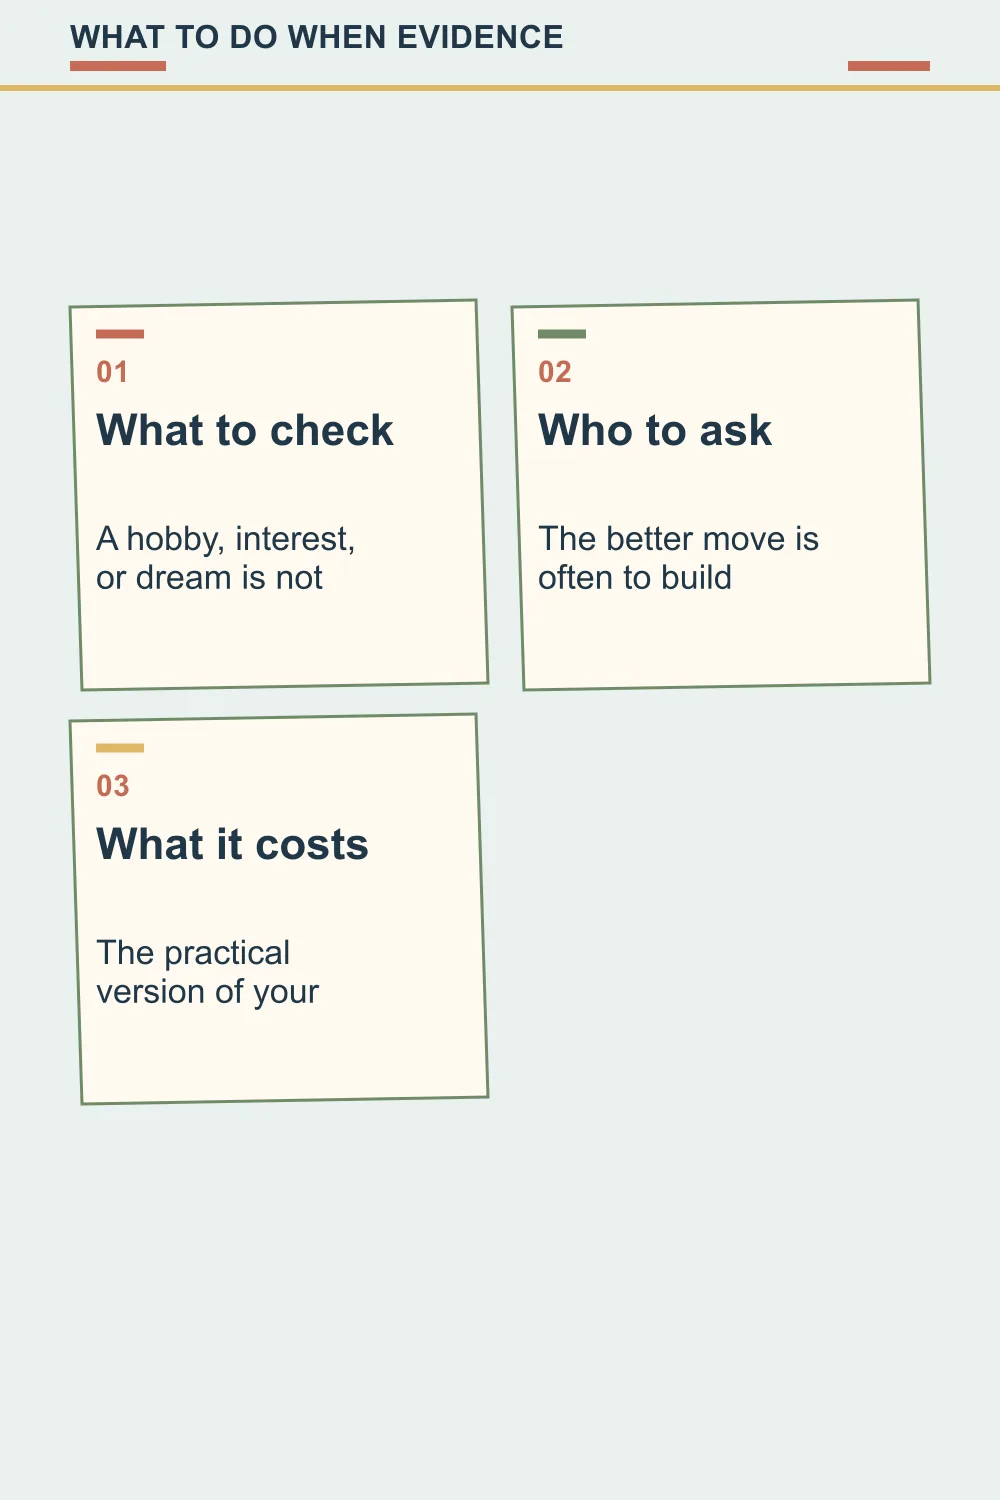 WHAT TO DO WHEN EVIDENCE
01
What to check
A hobby, interest,
or dream is not
02
Who to ask
The better move is
often to build
03
What it costs
The practical
version of your